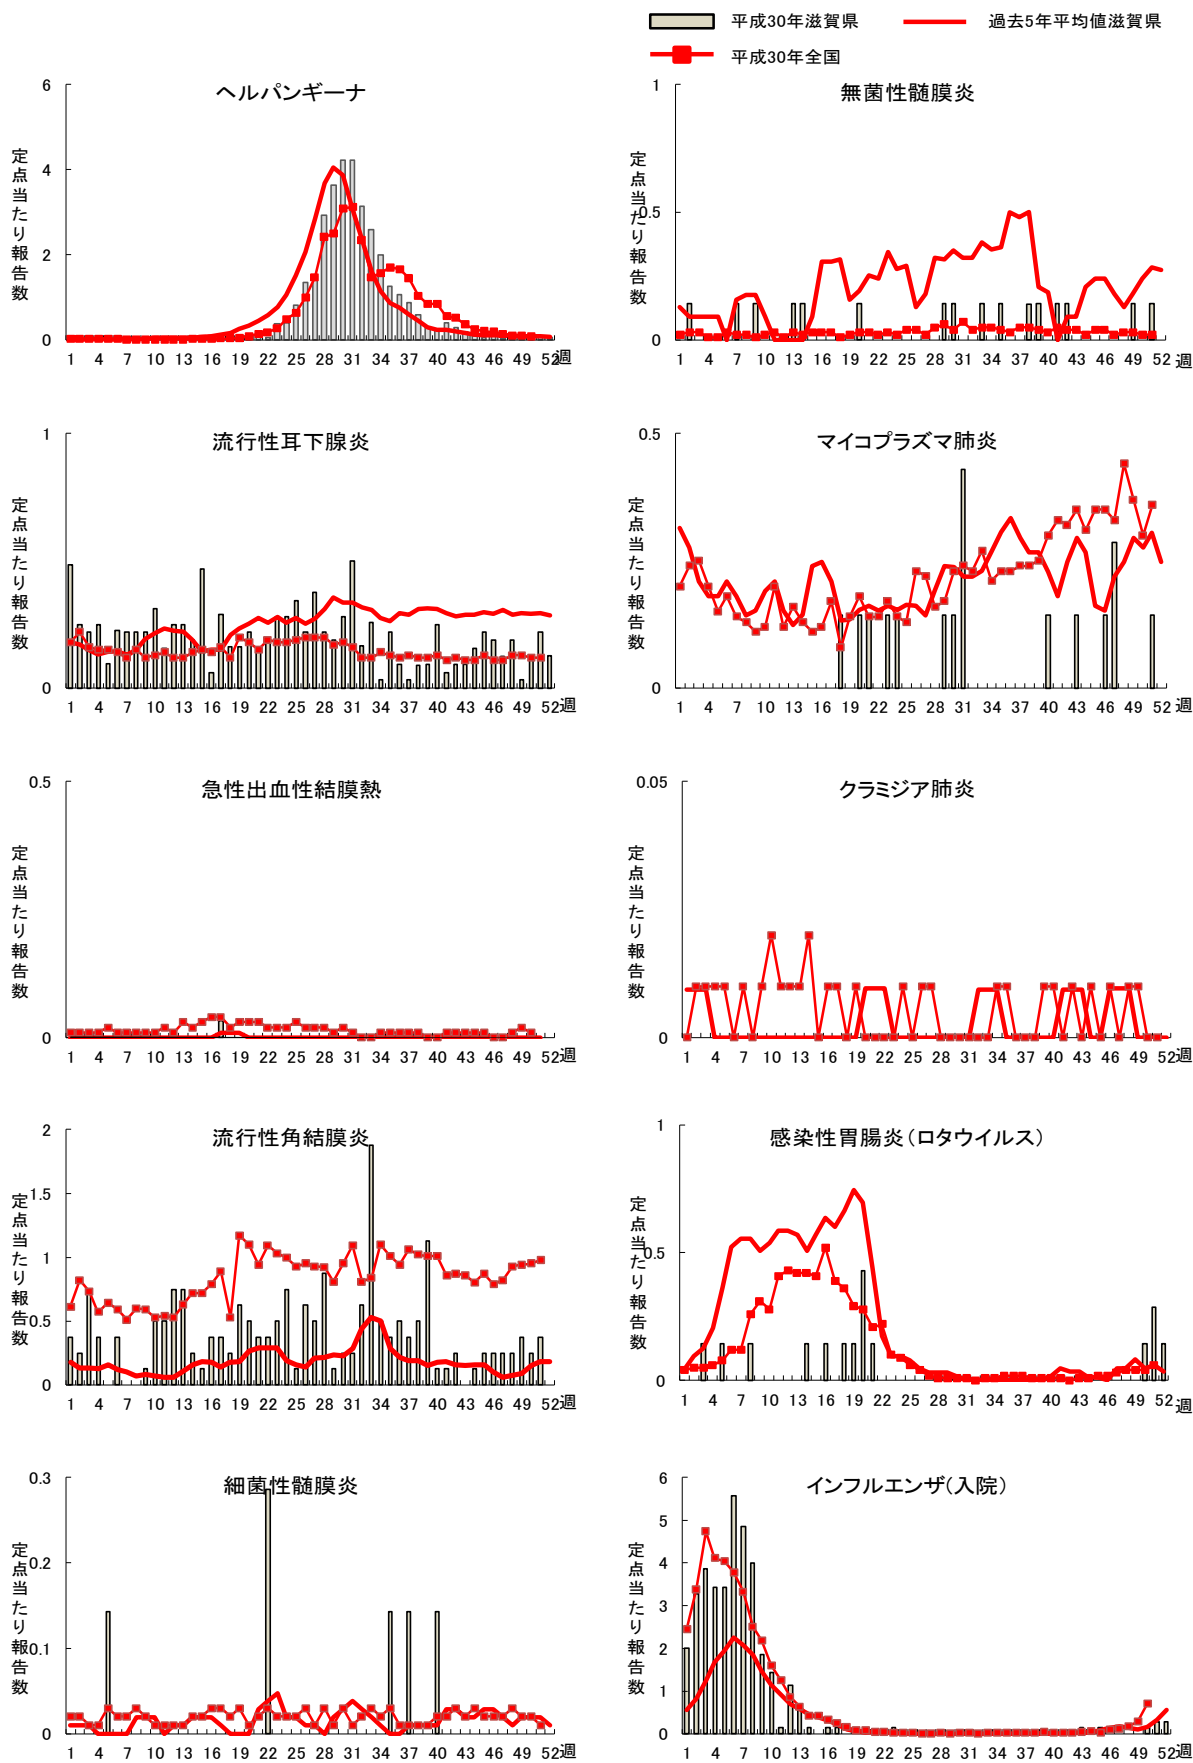 平成30年滋賀県 過去5年平均値滋賀県
平成30年全国
ヘルパンギーナ
定点当たり報告数
6
4
2
0
1 4 7 10 13 16 19 22 25 28 31 34 37 40 43 46 49 52週
無菌性髄膜炎
定点当たり報告数
1
0.5
0
1 4 7 10 13 16 19 22 25 28 31 34 37 40 43 46 49 52 週
流行性耳下腺炎
定点当たり報告数
1
0
1 4 7 10 13 16 19 22 25 28 31 34 37 40 43 46 49 52週
マイコプラズマ肺炎
定点当たり報告数
0.5
0
1 4 7 10 13 16 19 22 25 28 31 34 37 40 43 46 49 52 週
急性出血性結膜熱
定点当たり報告数
0.5
0
1 4 7 10 13 16 19 22 25 28 31 34 37 40 43 46 49 52週
クラミジア肺炎
定点当たり報告数
0.05
0
1 4 7 10 13 16 19 22 25 28 31 34 37 40 43 46 49 52週
流行性角結膜炎
定点当たり報告数
2
1.5
1
0.5
0
1 4 7 10 13 16 19 22 25 28 31 34 37 40 43 46 49 52週
感染性胃腸炎(ロタウイルス)
定点当たり報告数
1
0.5
0
1 4 7 10 13 16 19 22 25 28 31 34 37 40 43 46 49 52 週
細菌性髄膜炎
定点当たり報告数
0.3
0.2
0.1
0
1 4 7 10 13 16 19 22 25 28 31 34 37 40 43 46 49 52週
インフルエンザ(入院)
定点当たり報告数
6
5
4
3
2
1
0
1 4 7 10 13 16 19 22 25 28 31 34 37 40 43 46 49 52週